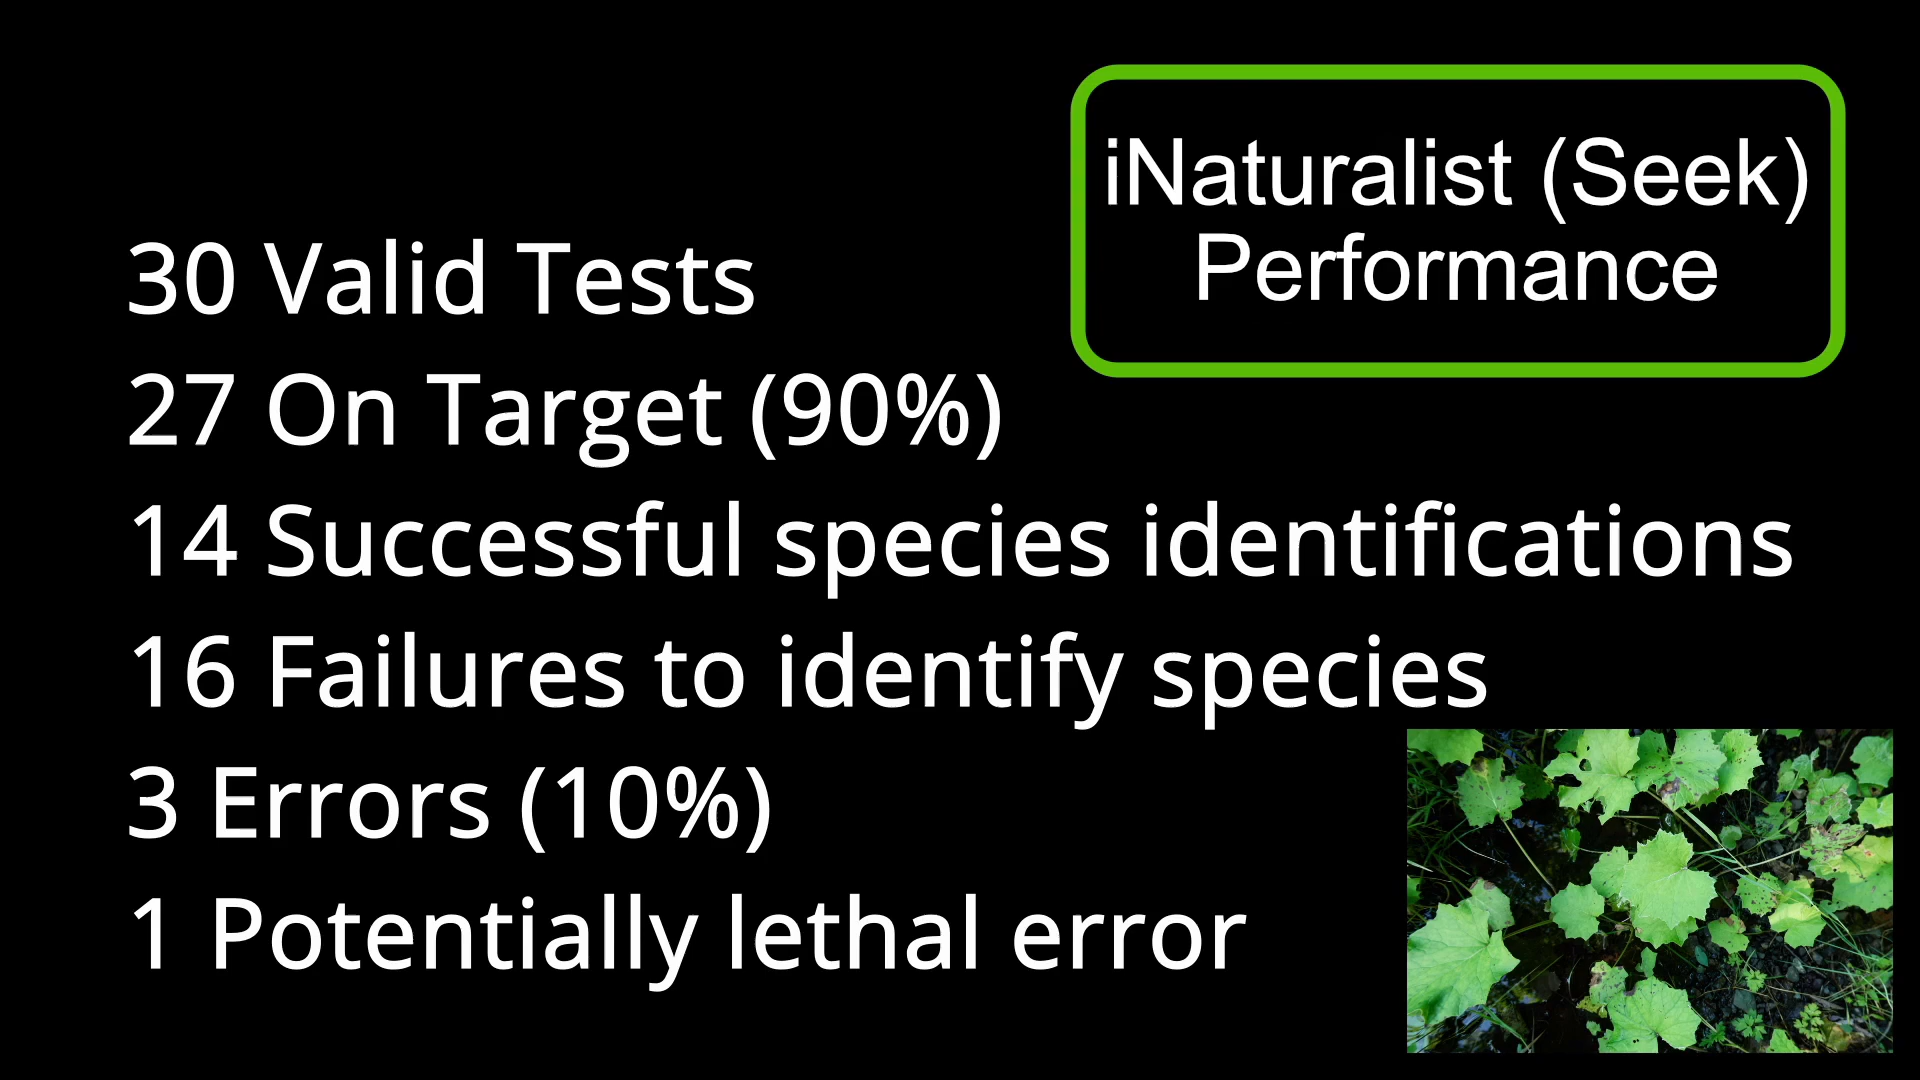 iNaturalist (Seek)
Performance
30 Valid Tests
27 On Target (90%)
14 Successful species identifications
16 Failures to identify species
3 Errors (10%)
1 Potentially lethal error